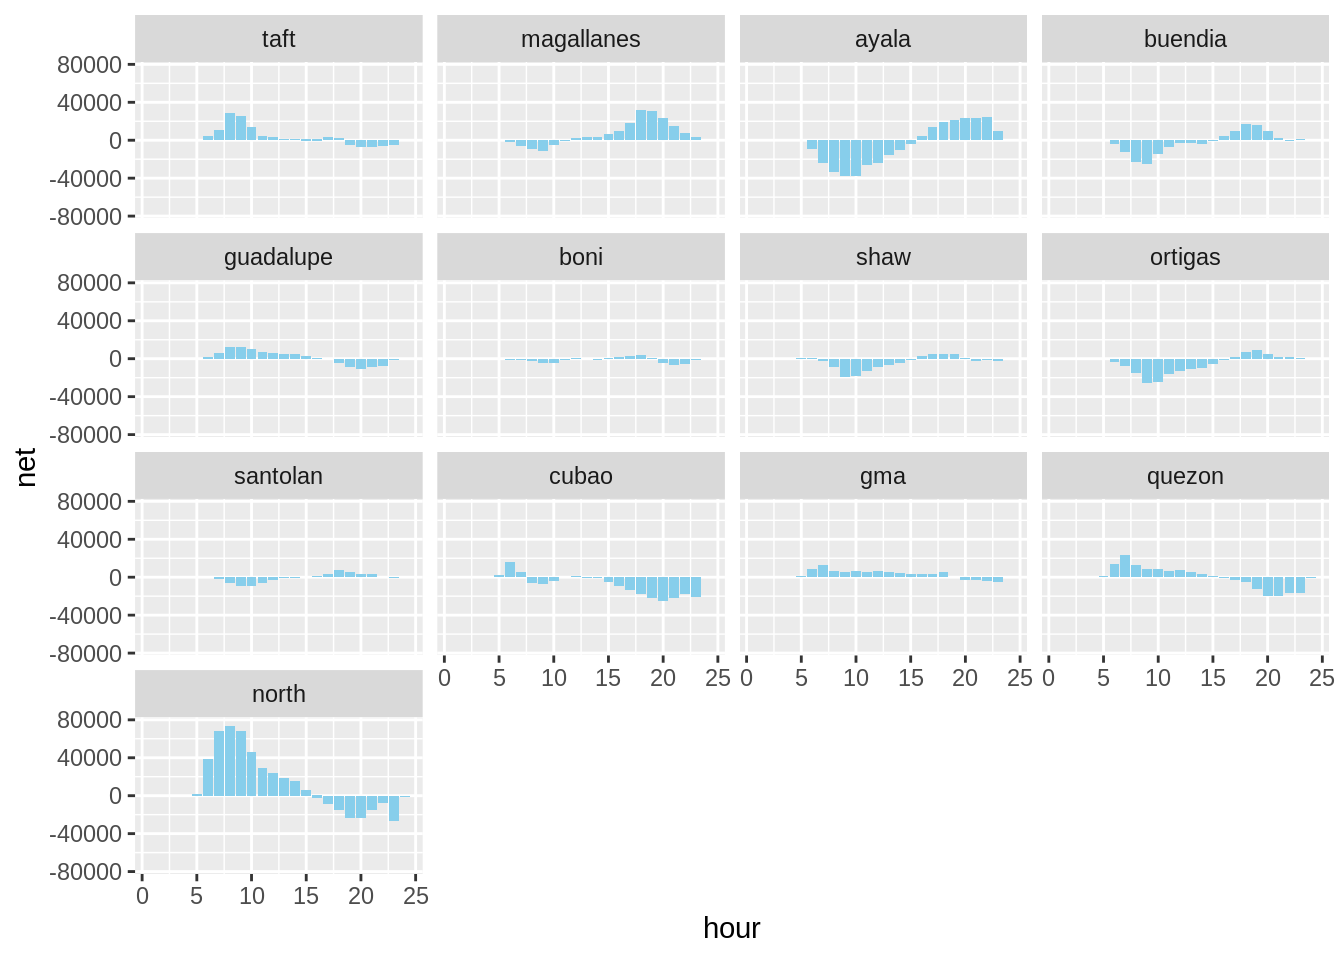 taft magallanes ayala buendia
80000
40000
0
-40000
-80000
guadalupe boni shaw ortigas
80000
40000
0
-40000
-80000
net
santolan cubao gma quezon
80000
40000
0
-40000
-80000
0 5 10 15 20 25 0 5 10 15 20 25 0 5 10 15 20 25
north
80000
40000
0
-40000
-80000
0 5 10 15 20 25
hour